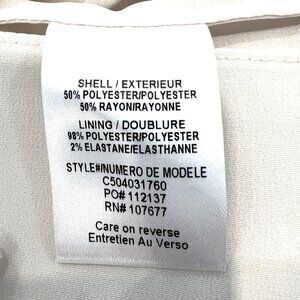 SHELL / EXTERIEUR
50% POLYESTER/POLYESTER
50% RAYON/RAYONNE
LINING / DOUBLURE
98% POLYESTER/POLYESTER
2% ELASTANE/ELASTHANNE
STYLE#/NUMERO DE MODELE
C504031760
PO# 112137
RN# 107677
Care on reverse
Entretien Au Verso